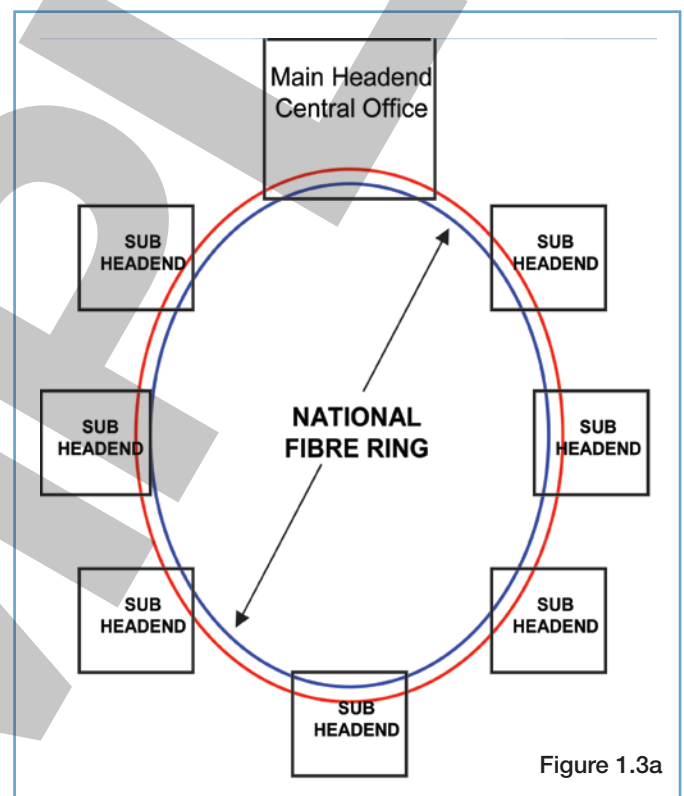 Main Headend
Central Office
SUB
HEADEND
SUB
HEADEND
SUB
HEADEND
NATIONAL
FIBRE RING
SUB
HEADEND
SUB
HEADEND
SUB
HEADEND
SUB
HEADEND
Figure 1.3a